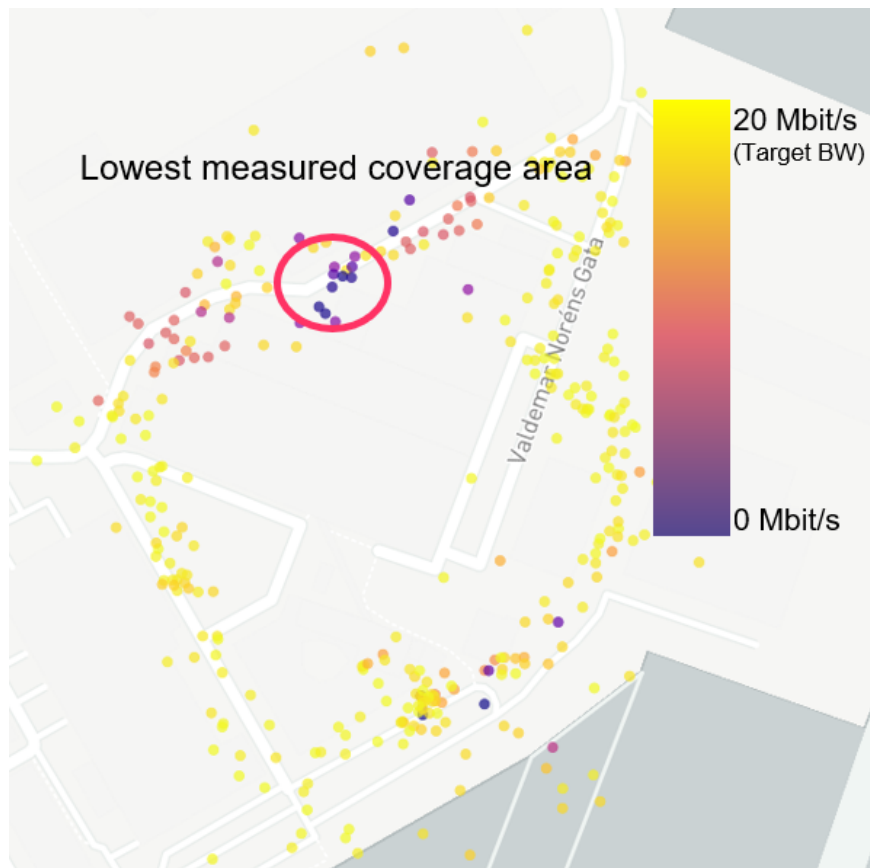 20 Mbit/s
(Target BW)
Lowest measured coverage area
Valdemar Noréns Gata
0 Mbit/s